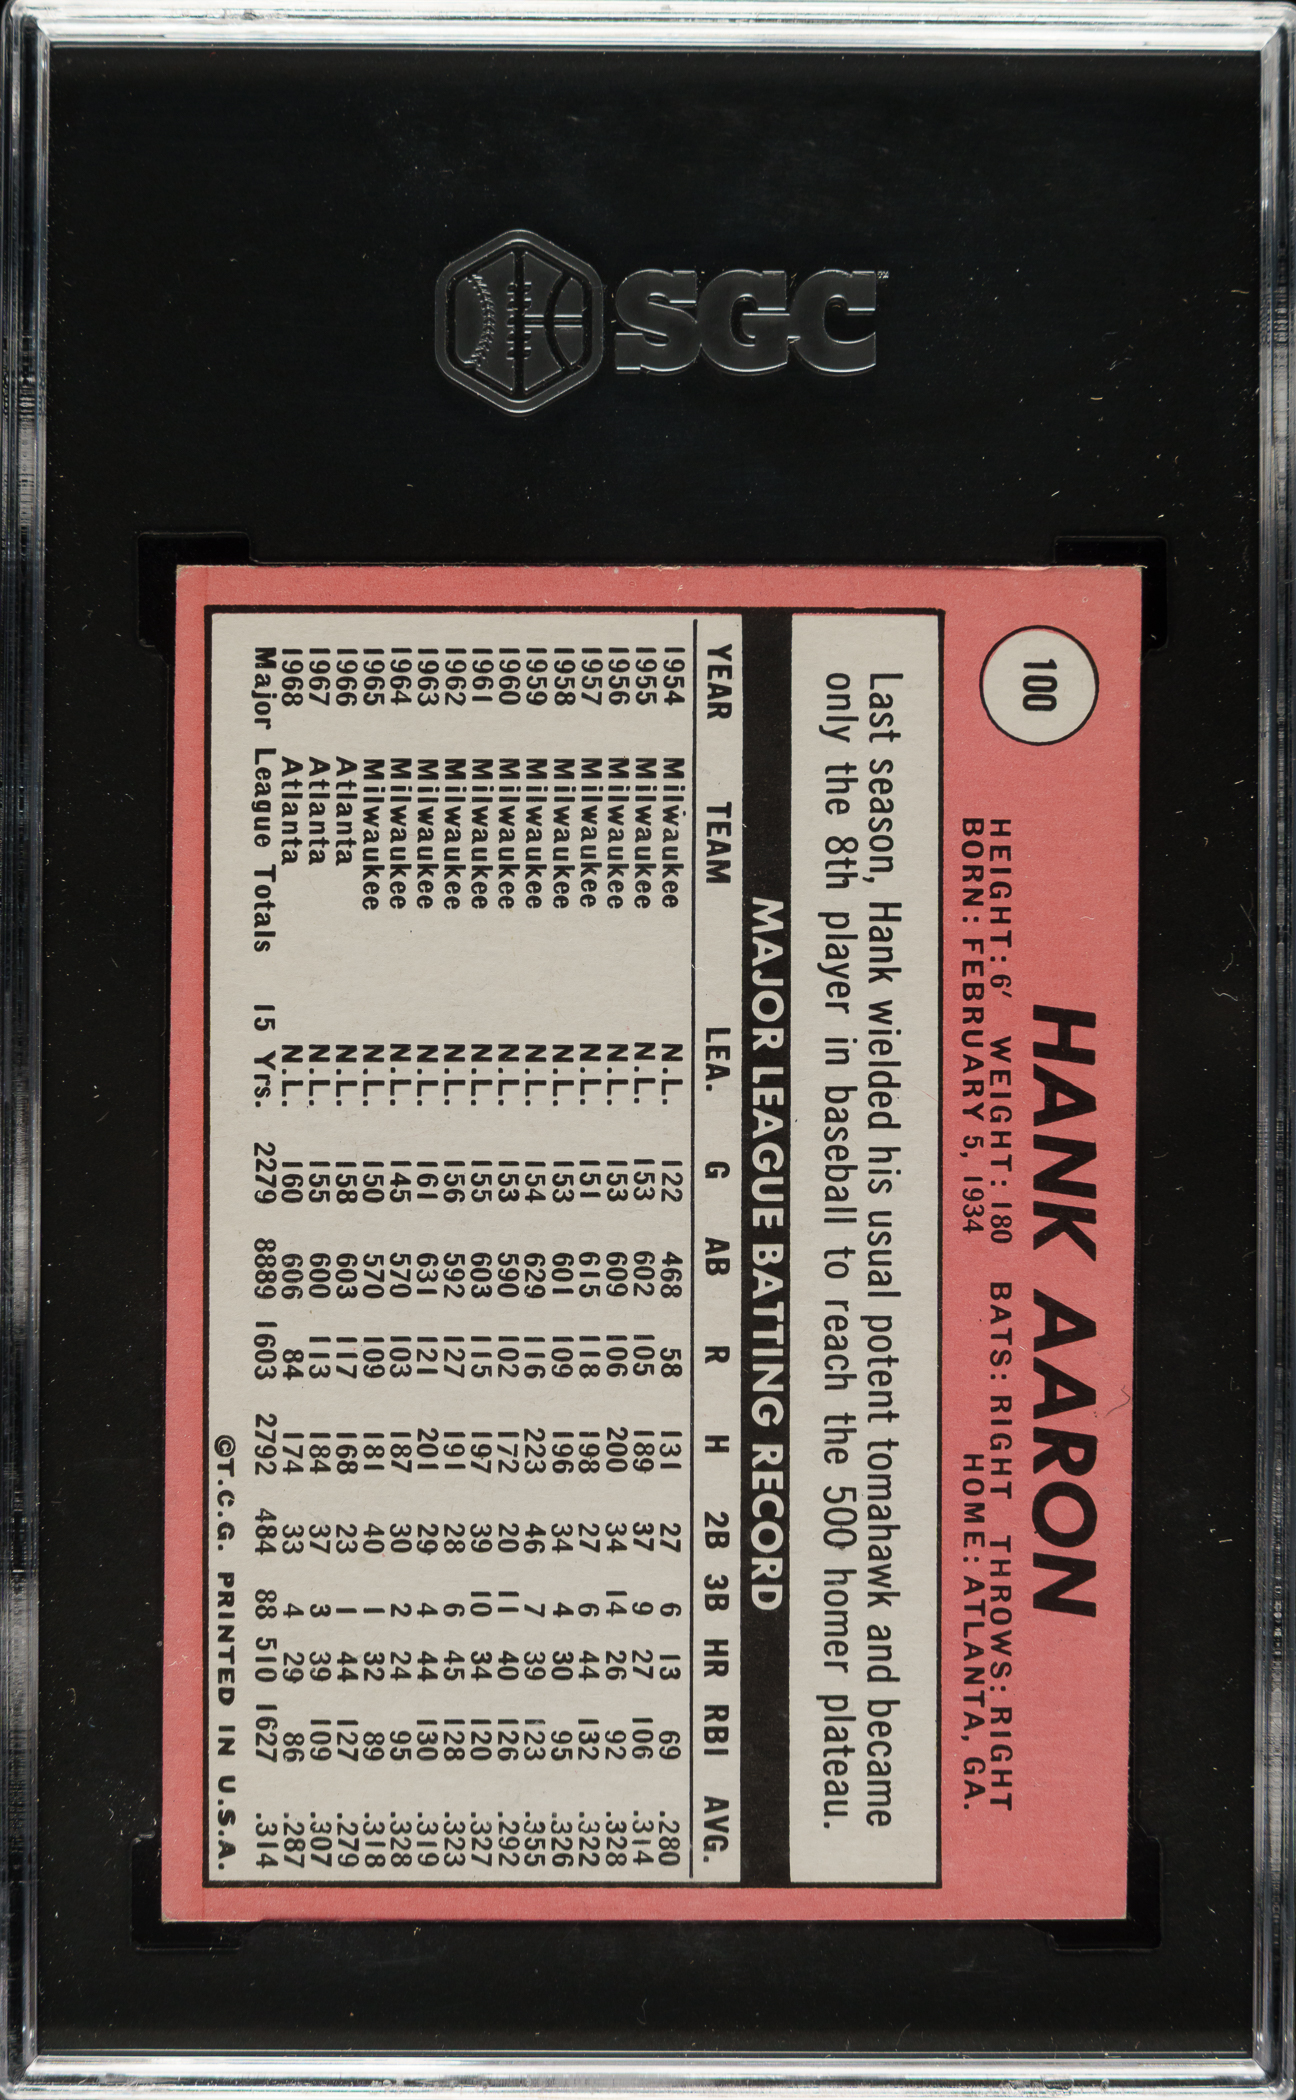 SGC
100
HANK AARON
HEIGHT: 6' WEIGHT: 180 BATS: RIGHT THROWS: RIGHT
BORN: FEBRUARY 5, 1934 HOME: ATLANTA, GA.
Last season, Hank wielded his usual potent tomahawk and became
only the 8th player in baseball to reach the 500 home plateau.
MAJOR LEAGUE BATTING RECORD
YEAR TEAM LEA. G AB R H 2B 3B HR RBI AVG.
1954 Milwaukee N.L. 122 468 58 131 27 6 13 69 .280
1955 Milwaukee N.L. 153 602 105 189 37 9 27 106 .314
1956 Milwaukee N.L. 153 609 106 200 34 14 26 92 .328
1957 Milwaukee N.L. 151 615 118 198 27 6 44 132 .322
1958 Milwaukee N.L. 153 601 109 196 34 4 30 95 .326
1959 Milwaukee N.L. 154 629 116 223 46 7 39 123 .355
1960 Milwaukee N.L. 153 590 102 172 20 11 40 126 .292
1961 Milwaukee N.L. 155 603 115 197 39 10 34 120 .327
1962 Milwaukee N.L. 156 592 127 191 28 6 45 128 .323
1963 Milwaukee N.L. 161 631 121 201 29 4 44 130 .319
1964 Milwaukee N.L. 145 570 103 187 30 2 24 95 .328
1965 Milwaukee N.L. 150 570 109 181 40 1 32 89 .318
1966 Atlanta N.L. 158 603 117 168 23 1 44 127 .279
1967 Atlanta N.L. 155 600 113 184 37 3 39 109 .307
1968 Atlanta N.L. 160 606 84 174 33 4 29 86 .287
Major League Totals 15 Yrs. 2279 8889 1603 2792 484 88 510 1627 .314
©T.C.G. PRINTED IN U.S.A.